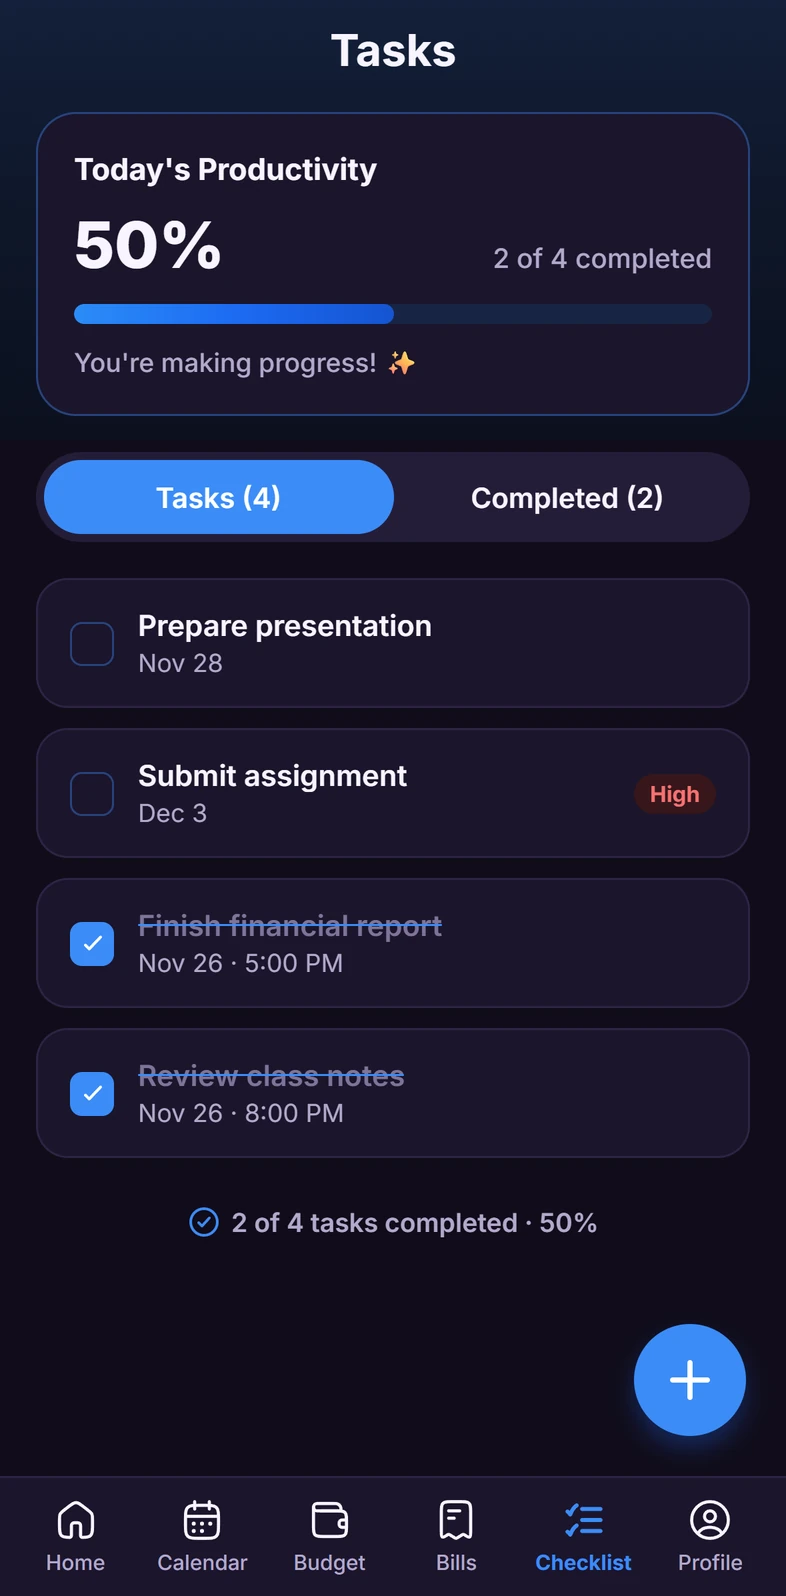 Tasks
Today's Productivity
50%
2 of 4 completed
You're making progress! ✨
Tasks (4)
Completed (2)
Prepare presentation
Nov 28
Submit assignment
Dec 3
High
Finish financial report
Nov 26 · 5:00 PM
Review class notes
Nov 26 · 8:00 PM
2 of 4 tasks completed · 50%
Home
Calendar
Budget
Bills
Checklist
Profile